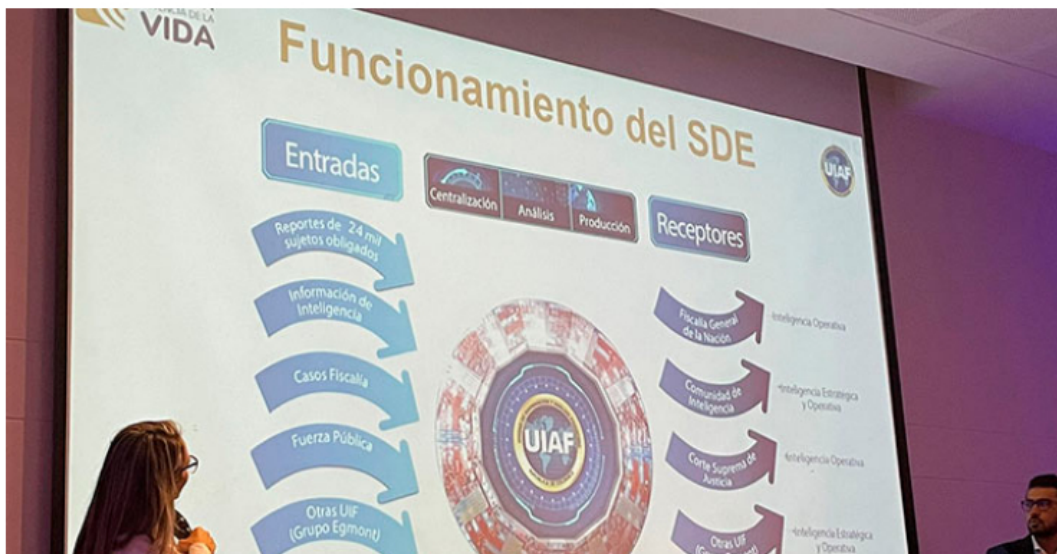 VIDA
Funcionamiento del SDE
UIAF
Entradas
Centralización
Análisis
Producción
Receptores
Reportes de 24 mil
sujetos obligados
Información de
Inteligencia
Casos Fiscalía
Fuerza Pública
Otras UIF
(Grupo Egmont)
UIAF
Fiscalía General
de la Nación
-Inteligencia Operativa
Comunidad de
Inteligencia
-Inteligencia Estratégica
y Operativa
Corte Suprema de
Justicia
-Inteligencia Operativa
Otras UIF
-Inteligencia Estratégica
y Operativa